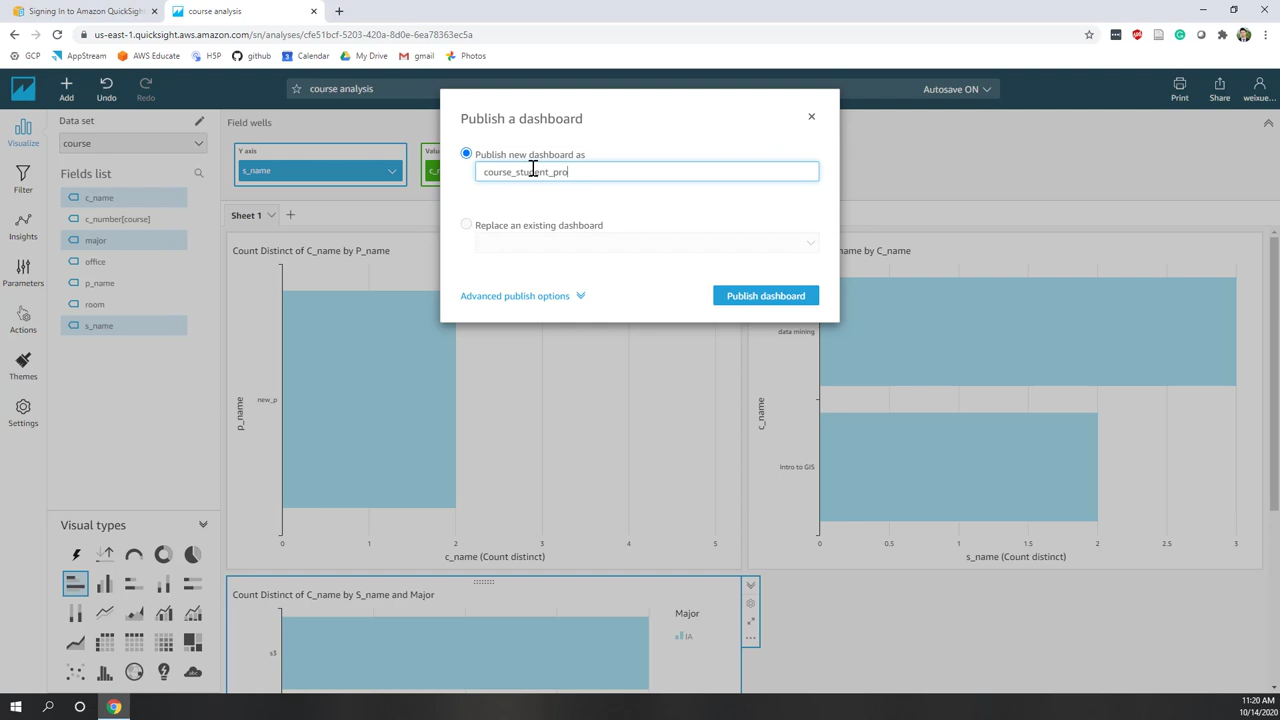 Signing In to Amazon QuickSight
course analysis
us-east-1.quicksight.aws.amazon.com/sn/analyses/cfe51bcf-5203-420a-8d0e-6ea78363ec5a
GCP
AppStream
AWS Educate
H5P
github
Calendar
My Drive
gmail
Photos
Add
Undo
Redo
course analysis
Autosave ON
Print
Share
weixue...
Visualize
Filter
Insights
Parameters
Actions
Themes
Settings
Data set
course
Fields list
c_name
c_number[course]
major
office
p_name
room
s_name
Visual types
Field wells
Y axis
s_name
Sheet 1
Publish a dashboard
Publish new dashboard as
course_student_pro
Replace an existing dashboard
Advanced publish options
Publish dashboard
Count Distinct of C_name by P_name
p_name
new_p
0 1 2 3 4 5
c_name (Count distinct)
name by C_name
c_name
data mining
Intro to GIS
0 0.5 1 1.5 2 2.5 3
s_name (Count distinct)
Count Distinct of C_name by S_name and Major
s3
Major
IA
11:20 AM
10/14/2020